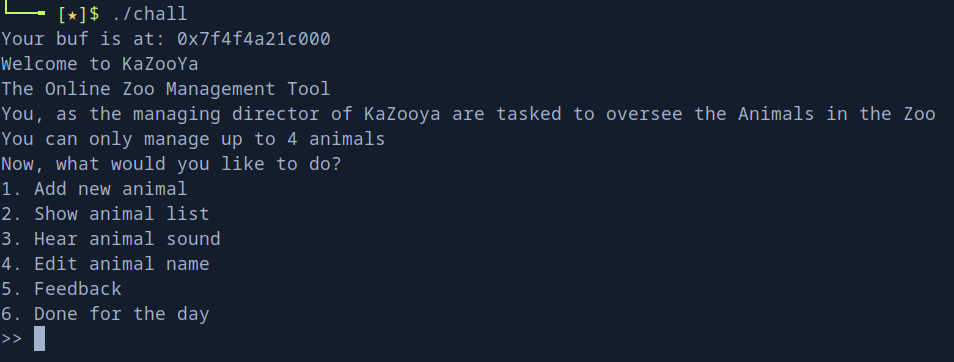 [★]$ ./chall
Your buf is at: 0x7f4f4a21c000
Welcome to KaZooYa
The Online Zoo Management Tool
You, as the managing director of KaZooya are tasked to oversee the Animals in the Zoo
You can only manage up to 4 animals
Now, what would you like to do?
1. Add new animal
2. Show animal list
3. Hear animal sound
4. Edit animal name
5. Feedback
6. Done for the day
>>